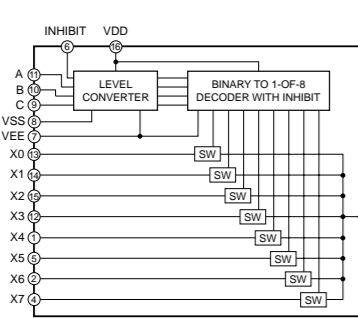 INHIBIT VDD
6 16
A 11
B 10
C 9
VSS 8
VEE 7
LEVEL CONVERTER
BINARY TO 1-OF-8 DECODER WITH INHIBIT
X0 13 SW
X1 14 SW
X2 15 SW
X3 12 SW
X4 1 SW
X5 5 SW
X6 2 SW
X7 4 SW